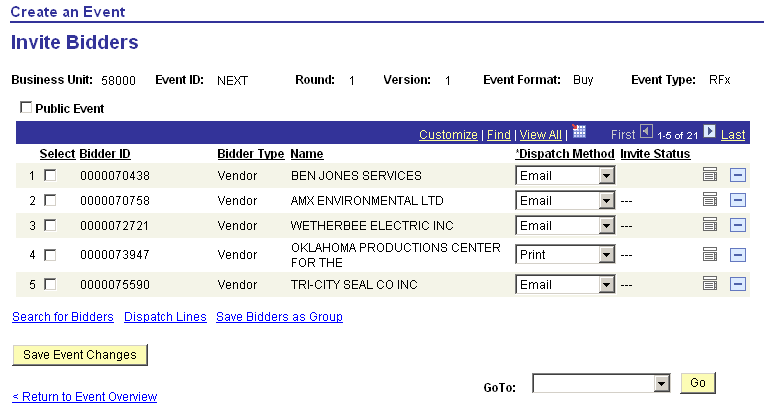 Create an Event
Invite Bidders
Business Unit: 58000 Event ID: NEXT Round: 1 Version: 1 Event Format: Buy Event Type: RFx
Public Event
Customize | Find | View All | First 1-5 of 21 Last
Select Bidder ID Bidder Type Name *Dispatch Method Invite Status
1 0000070438 Vendor BEN JONES SERVICES Email
2 0000070758 Vendor AMX ENVIRONMENTAL LTD Email ---
3 0000072721 Vendor WETHERBEE ELECTRIC INC Email ---
4 0000073947 Vendor OKLAHOMA PRODUCTIONS CENTER FOR THE Print ---
5 0000075590 Vendor TRI-CITY SEAL CO INC Email ---
Search for Bidders Dispatch Lines Save Bidders as Group
Save Event Changes
GoTo: Go
< Return to Event Overview